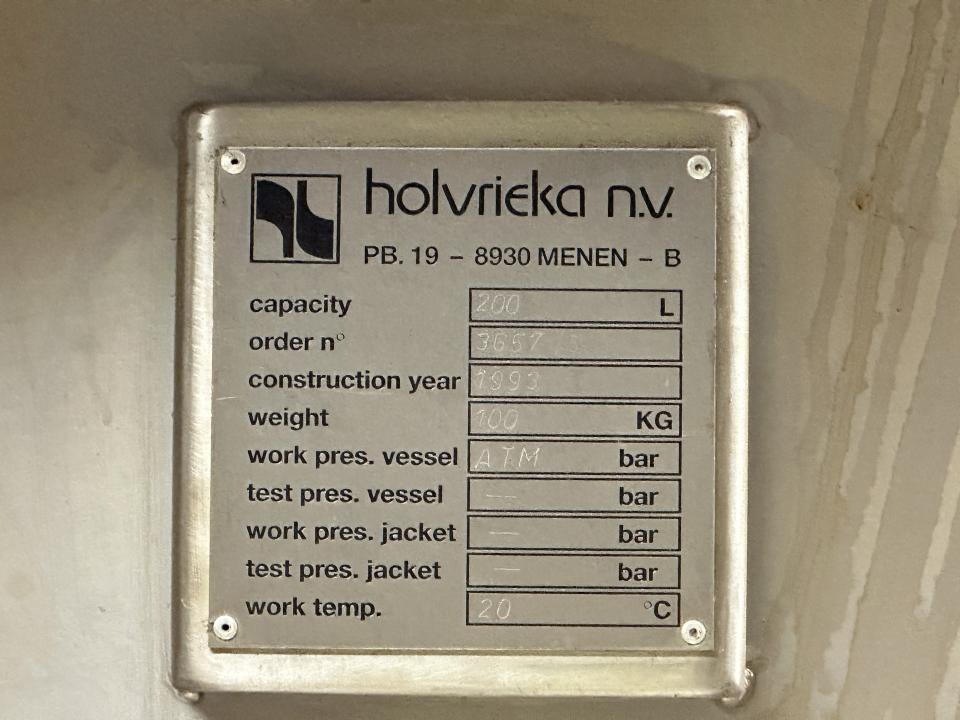 holvrieka n.v.
PB. 19 – 8930 MENEN – B
capacity 200 L
order n° 3657
construction year 1993
weight 100 KG
work pres. vessel ATM bar
test pres. vessel — bar
work pres. jacket — bar
test pres. jacket — bar
work temp. 20 °C